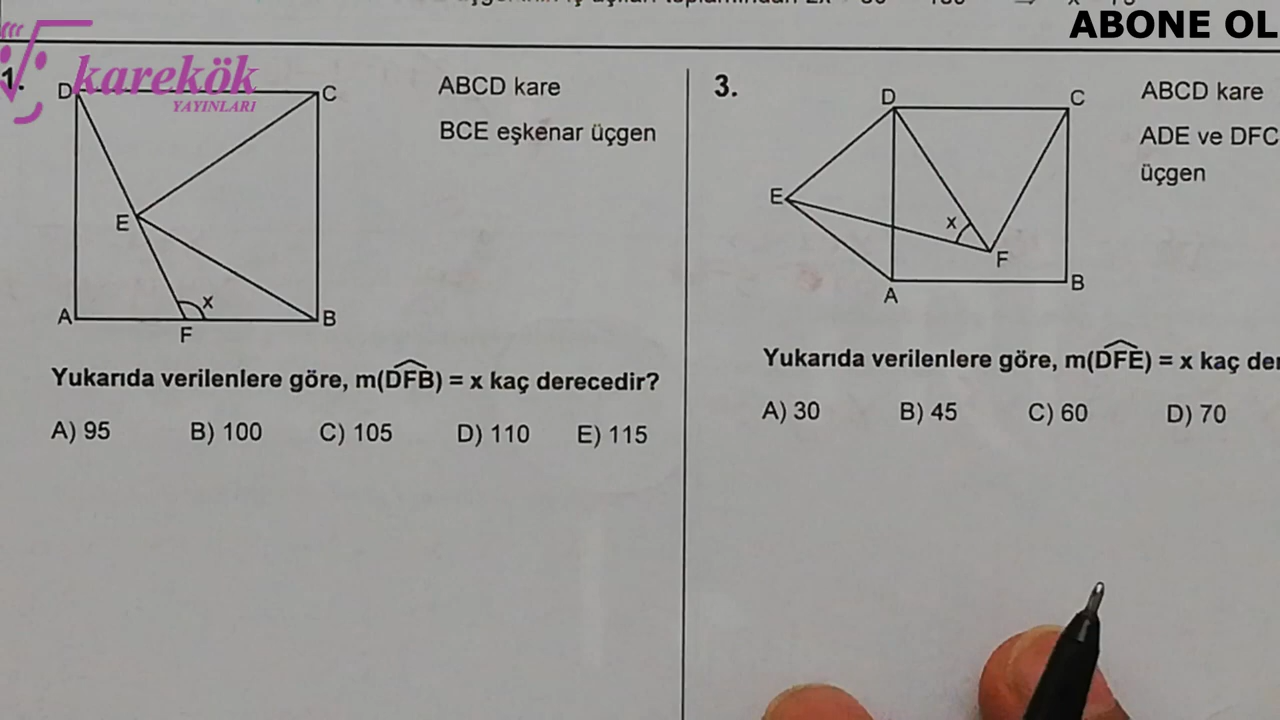 ABONE OL
karekök
YAYINLARI
1.
D
C
E
A
F
B
x
ABCD kare
BCE eşkenar üçgen
Yukarıda verilenlere göre, m(DFB) = x kaç derecedir?
A) 95 B) 100 C) 105 D) 110 E) 115
3.
D
C
E
x
F
A
B
ABCD kare
ADE ve DFC
üçgen
Yukarıda verilenlere göre, m(DFE) = x kaç
A) 30 B) 45 C) 60 D) 70